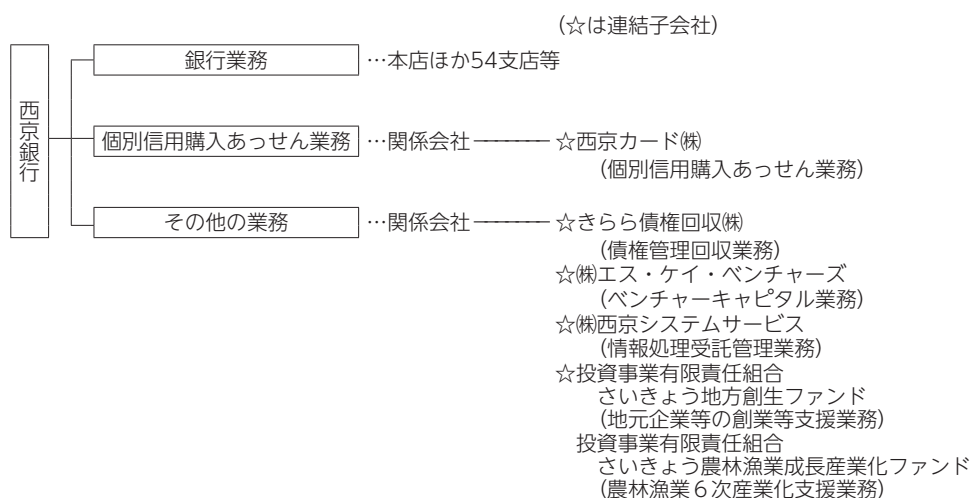 (☆は連結子会社)
西京銀行
銀行業務 …本店ほか54支店等
個別信用購入あっせん業務 …関係会社 ☆西京カード㈱
(個別信用購入あっせん業務)
その他の業務 …関係会社 ☆きらら債権回収㈱
(債権管理回収業務)
☆㈱エス・ケイ・ベンチャーズ
(ベンチャーキャピタル業務)
☆㈱西京システムサービス
(情報処理受託管理業務)
☆投資事業有限責任組合
さいきょう地方創生ファンド
(地元企業等の創業等支援業務)
投資事業有限責任組合
さいきょう農林漁業成長産業化ファンド
(農林漁業６次産業化支援業務)